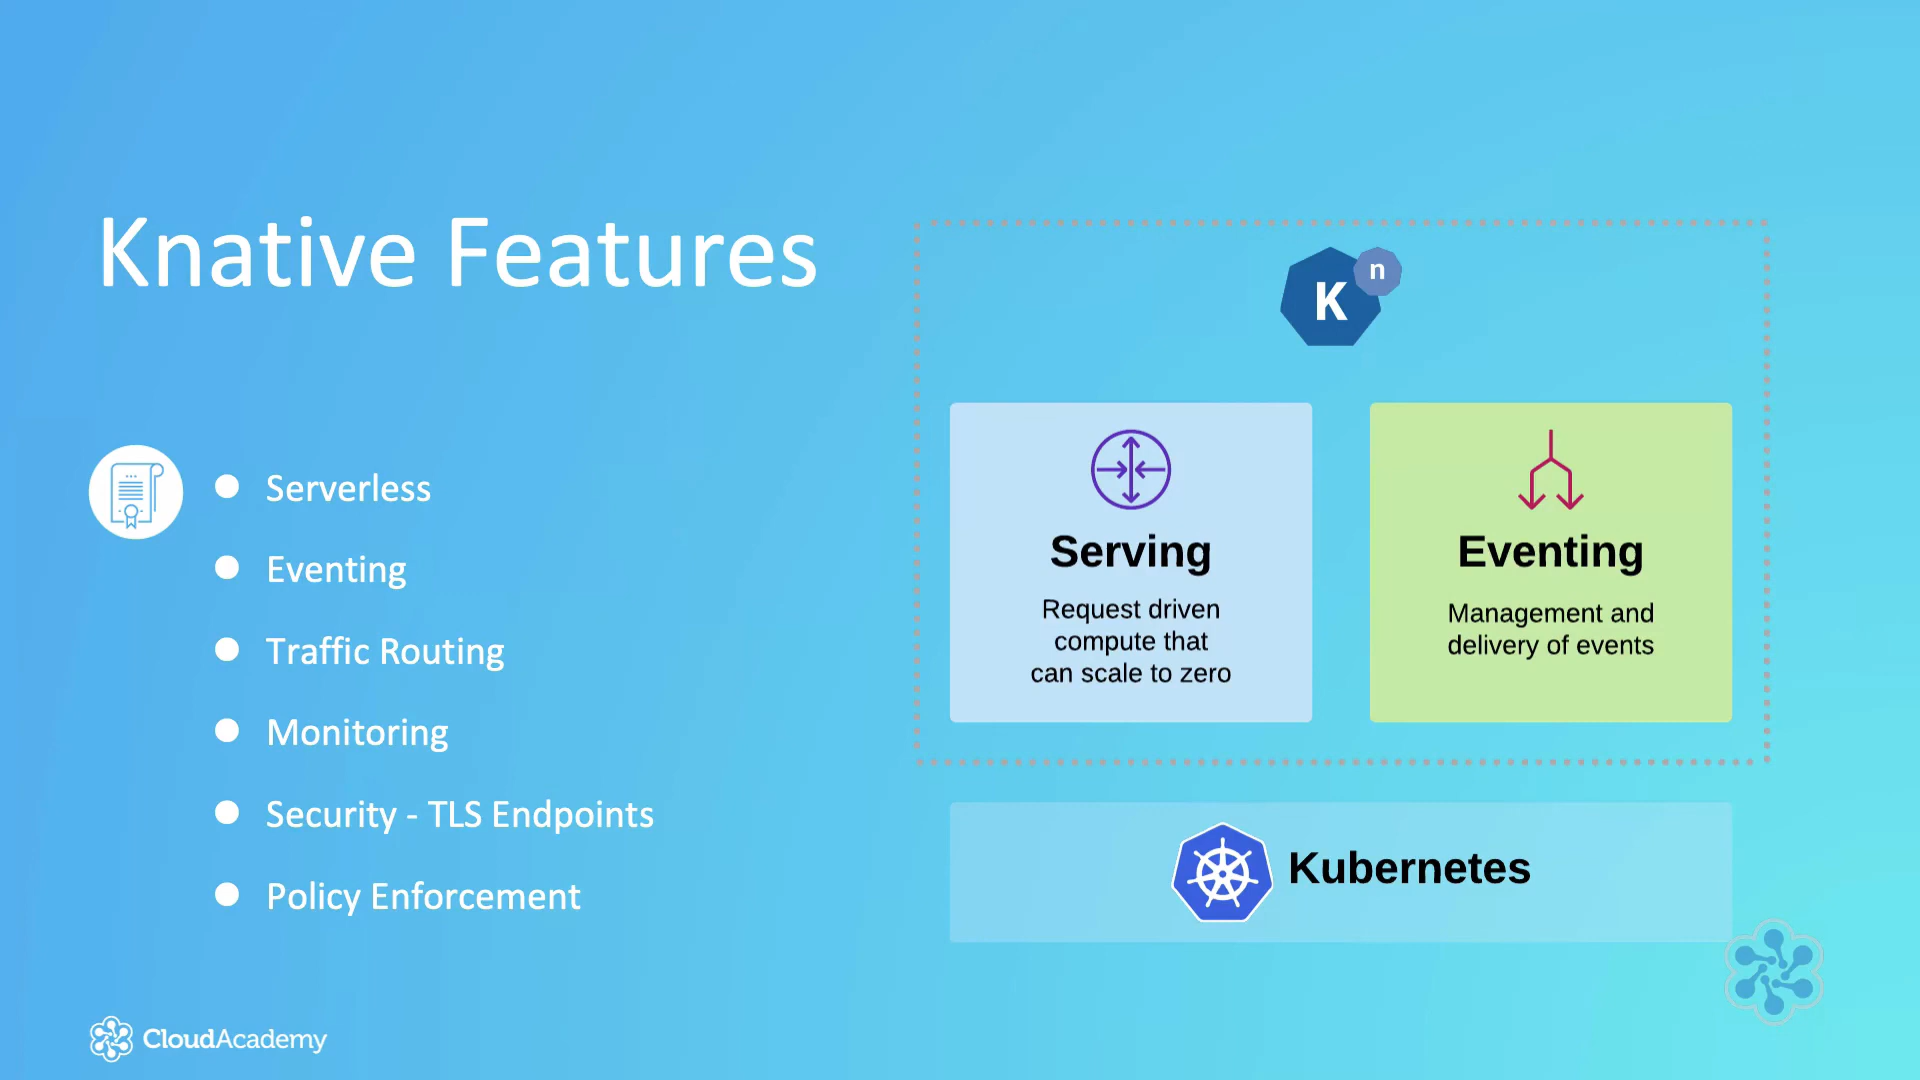 Knative Features
Serverless
Eventing
Traffic Routing
Monitoring
Security - TLS Endpoints
Policy Enforcement
K
n
Serving
Request driven
compute that
can scale to zero
Eventing
Management and
delivery of events
Kubernetes
CloudAcademy